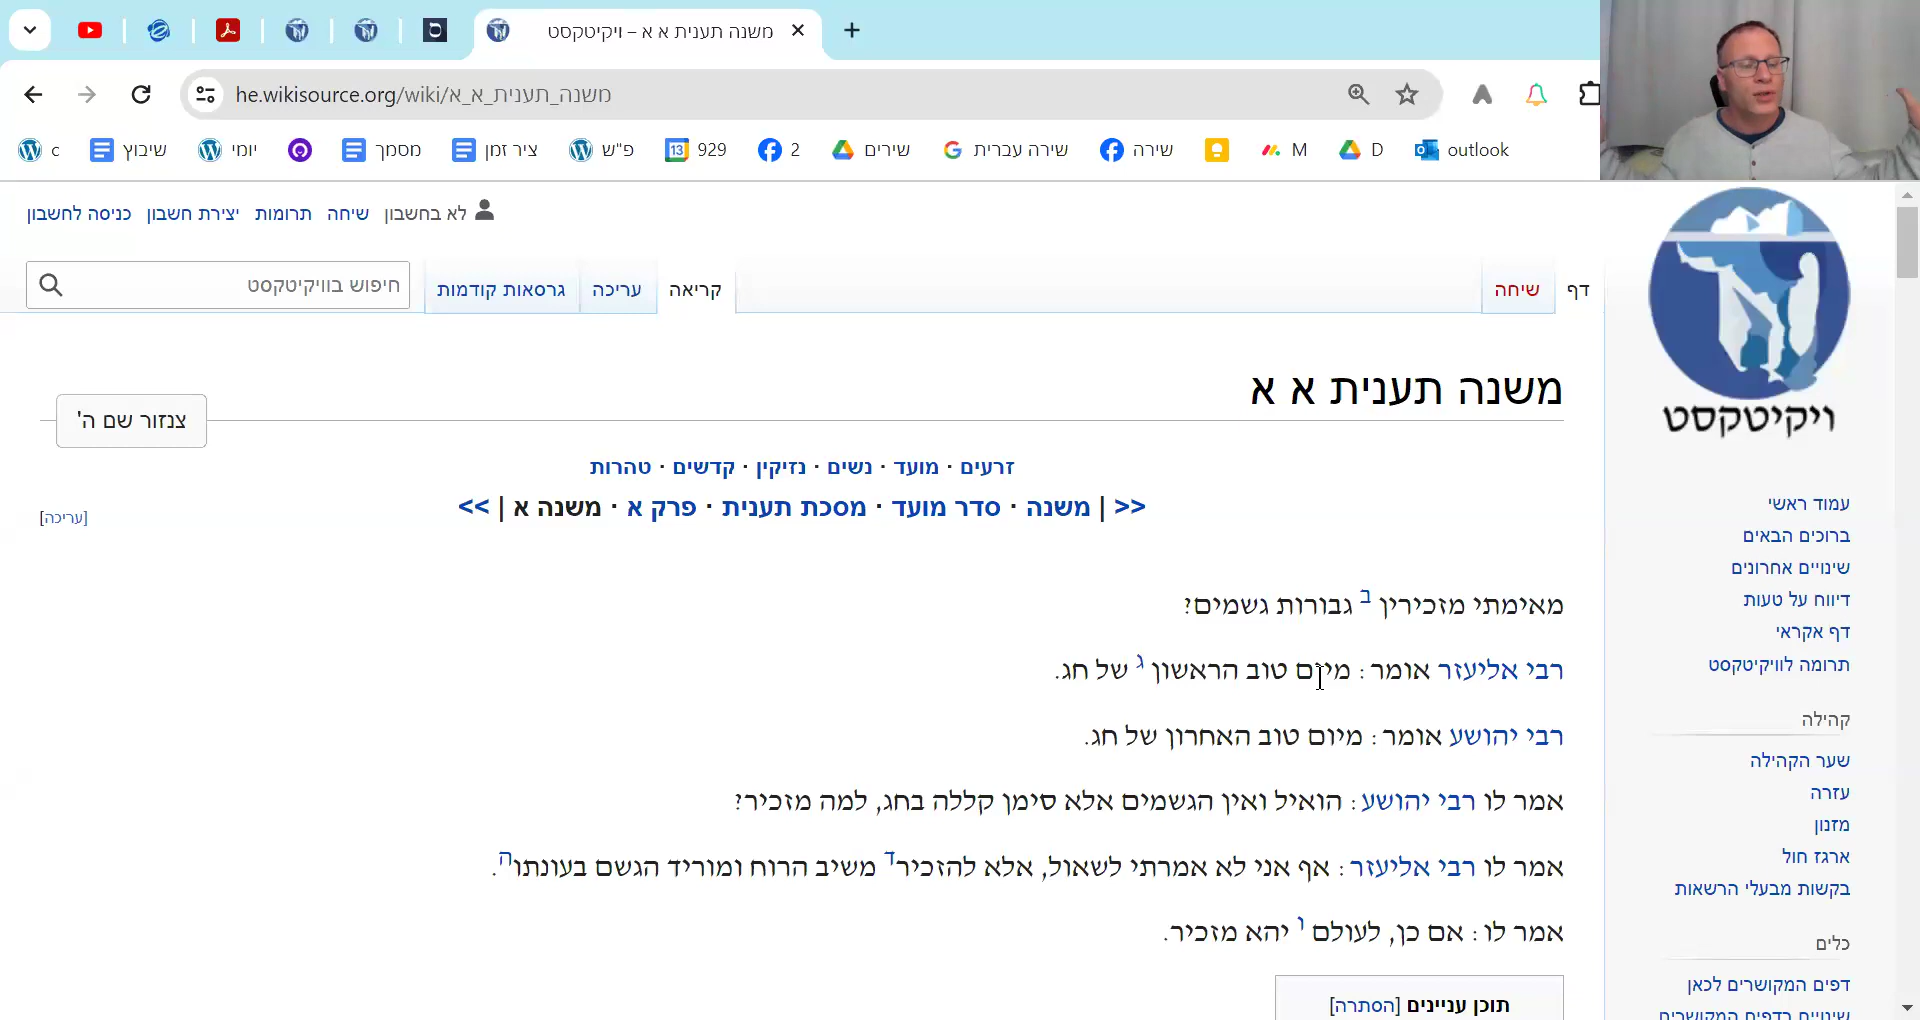 משנה תענית א א – ויקיטקסט
he.wikisource.org/wiki/משנה_תענית_א_א
c
שיבוץ
יומי
מסמך
ציר זמן
פ"ש
929
2
שירים
שירה עברית
שירה
M
D
outlook
לא בחשבון
שיחה
תרומות
יצירת חשבון
כניסה לחשבון
דף
שיחה
קריאה
עריכה
גרסאות קודמות
חיפוש בוויקיטקסט
משנה תענית א א
צנזור שם ה'
זרעים · מועד · נשים · נזיקין · קדשים · טהרות
<< | משנה · סדר מועד · מסכת תענית · פרק א · משנה א | >>
[עריכה]
מאימתי מזכירין ב גבורות גשמים?
רבי אליעזר אומר: מיום טוב הראשון ג של חג.
רבי יהושע אומר: מיום טוב האחרון של חג.
אמר לו רבי יהושע: הואיל ואין הגשמים אלא סימן קללה בחג, למה מזכיר?
אמר לו רבי אליעזר: אף אני לא אמרתי לשאול, אלא להזכיר ד משיב הרוח ומוריד הגשם בעונתו ה.
אמר לו: אם כן, לעולם ו יהא מזכיר.
תוכן עניינים [הסתרה]
ויקיטקסט
עמוד ראשי
ברוכים הבאים
שינויים אחרונים
דיווח על טעות
דף אקראי
תרומה לוויקיטקסט
קהילה
שער הקהילה
עזרה
מזנון
ארגז חול
בקשות מבעלי הרשאות
כלים
דפים המקושרים לכאן
שינויים בדפים המקושרים